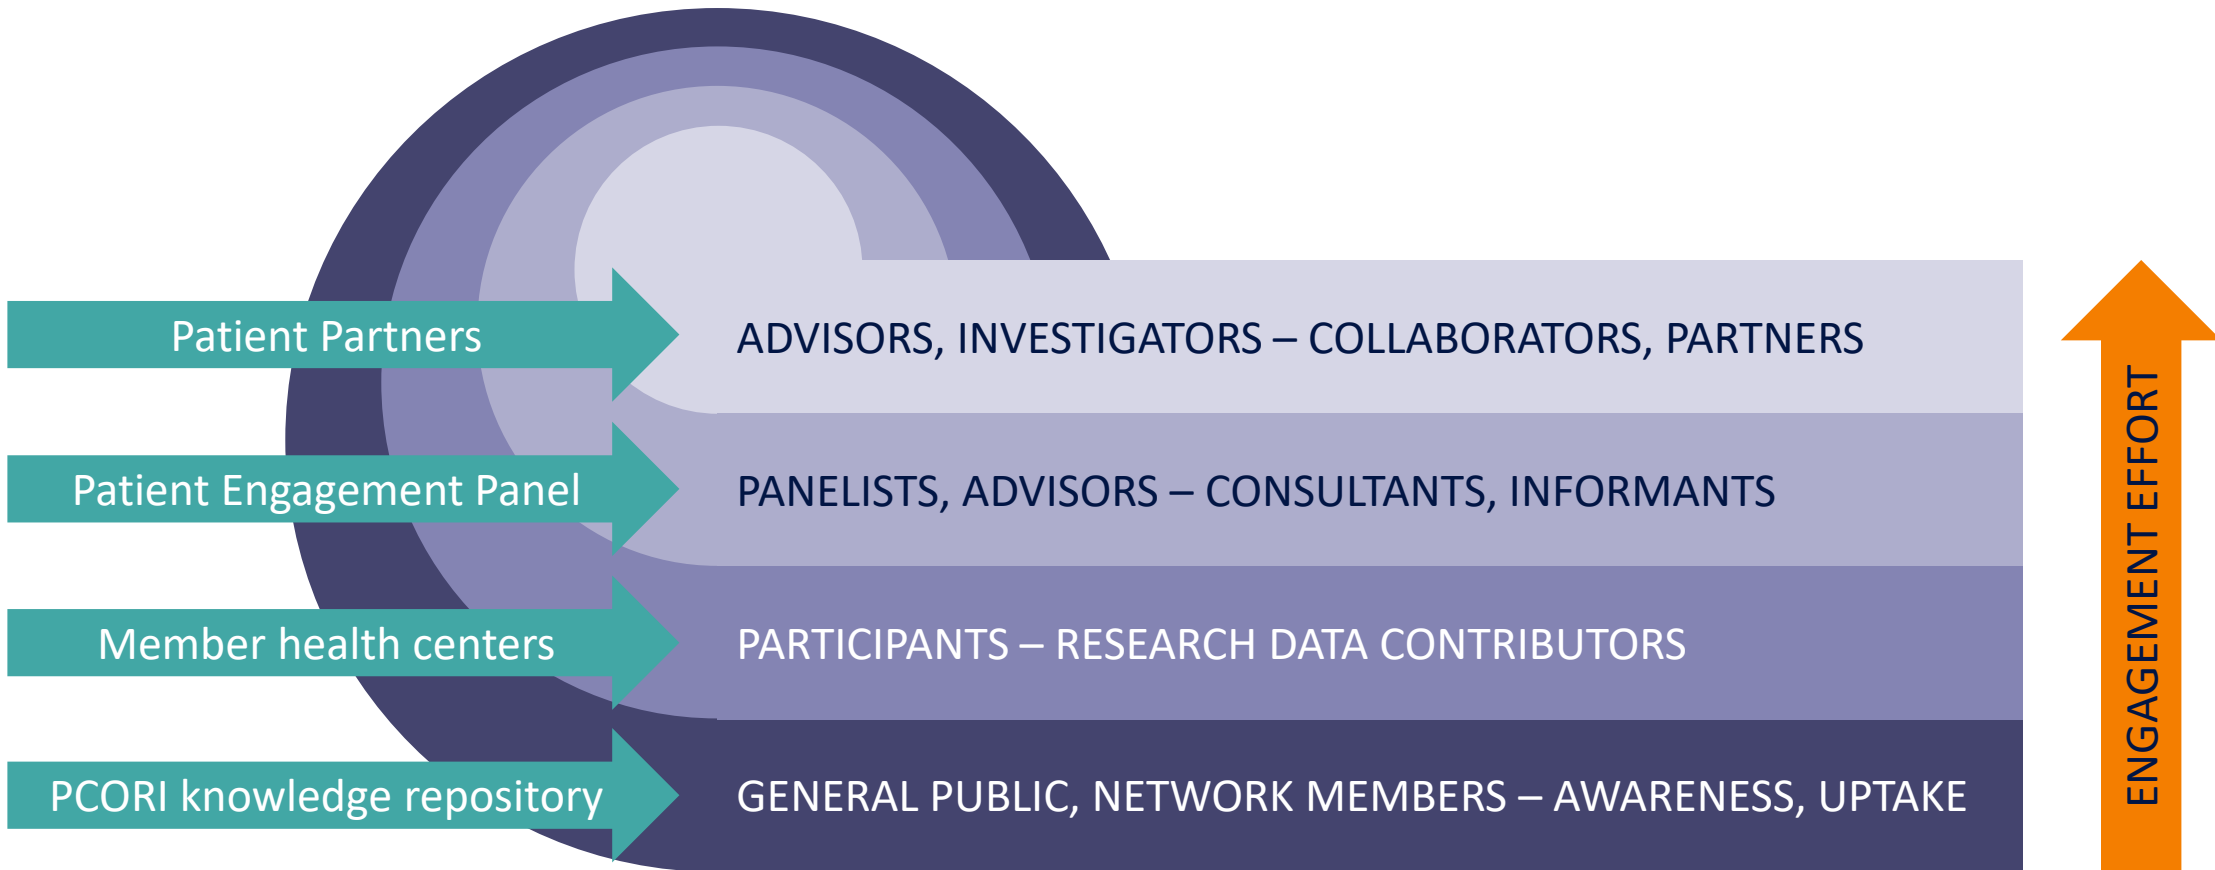 Patient Partners
ADVISORS, INVESTIGATORS – COLLABORATORS, PARTNERS
Patient Engagement Panel
PANELISTS, ADVISORS – CONSULTANTS, INFORMANTS
Member health centers
PARTICIPANTS – RESEARCH DATA CONTRIBUTORS
PCORI knowledge repository
GENERAL PUBLIC, NETWORK MEMBERS – AWARENESS, UPTAKE
ENGAGEMENT EFFORT